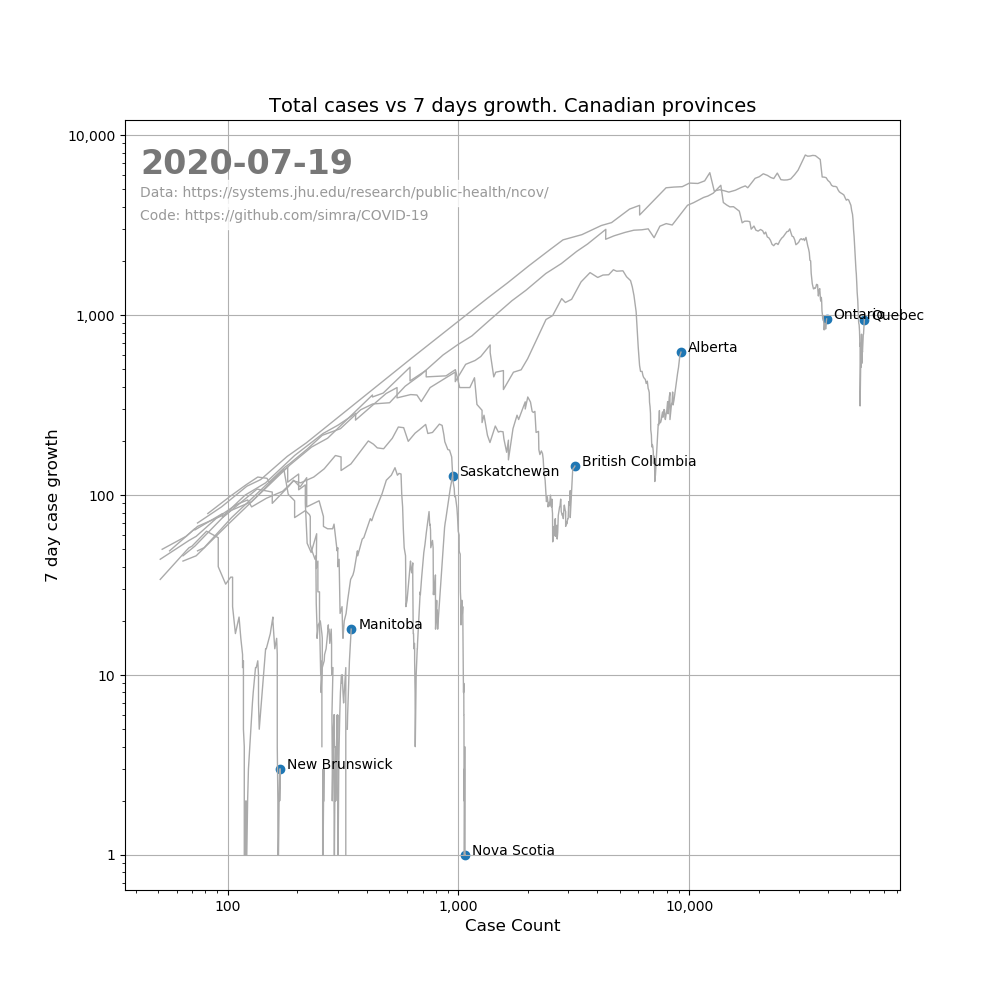 Total cases vs 7 days growth. Canadian provinces
10,000
2020-07-19
Data: https://systems.jhu.edu/research/public-health/ncov/
Code: https://github.com/simra/COVID-19
1,000
Ontario
Quebec
Alberta
British Columbia
Saskatchewan
100
7 day case growth
Manitoba
10
New Brunswick
Nova Scotia
1
100
1,000
10,000
Case Count